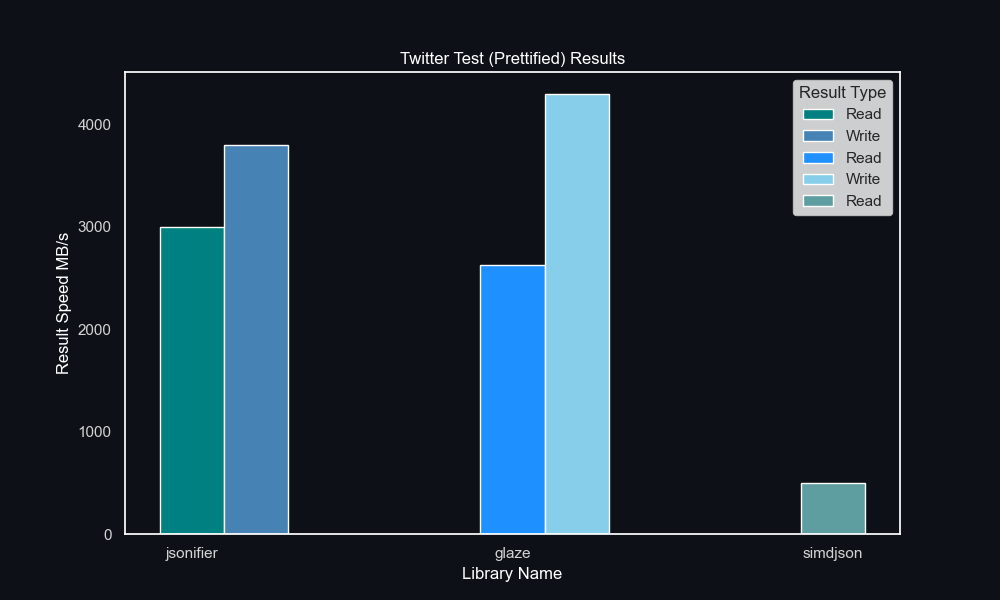 Twitter Test (Prettified) Results
Result Type
Read
Write
Read
Write
Read
Result Speed MB/s
4000
3000
2000
1000
0
jsonifier
glaze
simdjson
Library Name